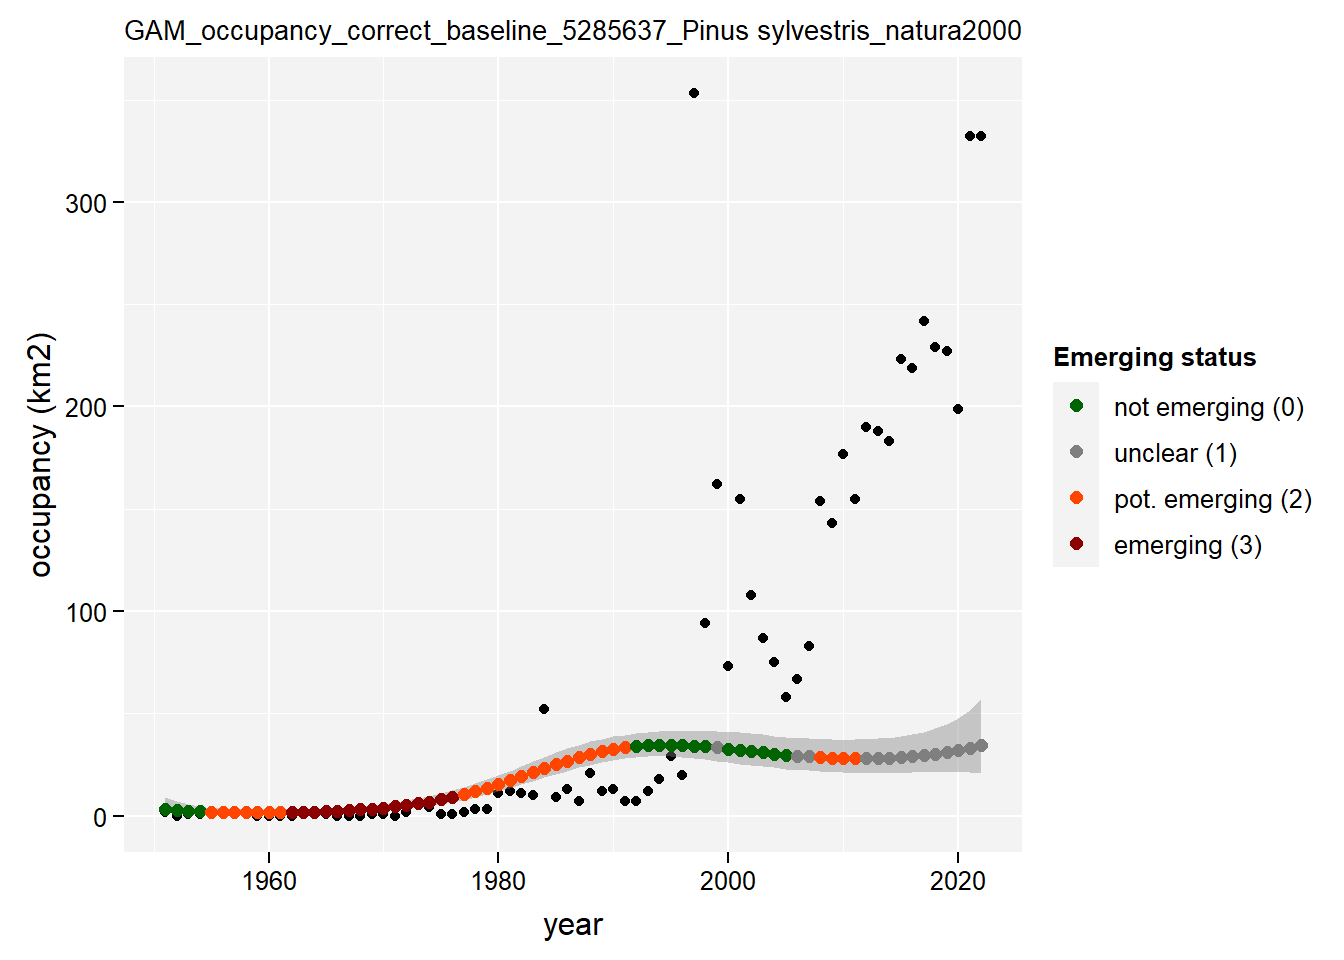 GAM_occupancy_correct_baseline_5285637_Pinus sylvestris_natura2000
300
200
100
0
occupancy (km2)
1960 1980 2000 2020
year
Emerging status
not emerging (0)
unclear (1)
pot. emerging (2)
emerging (3)